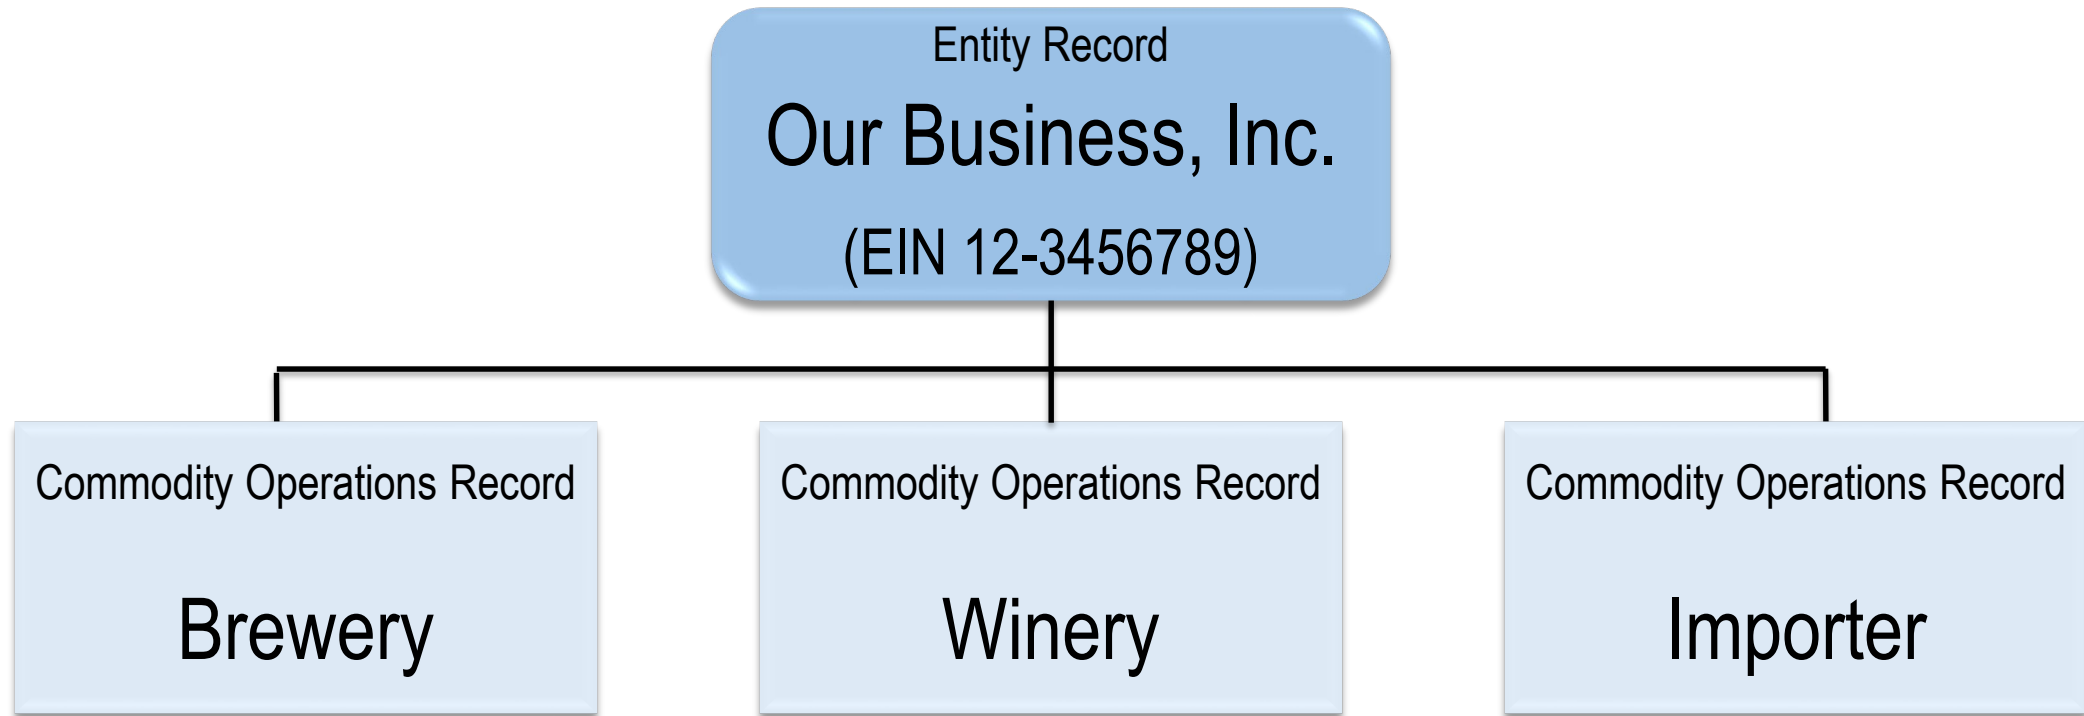 Entity Record
Our Business, Inc.
(EIN 12-3456789)
Commodity Operations Record
Brewery
Commodity Operations Record
Winery
Commodity Operations Record
Importer